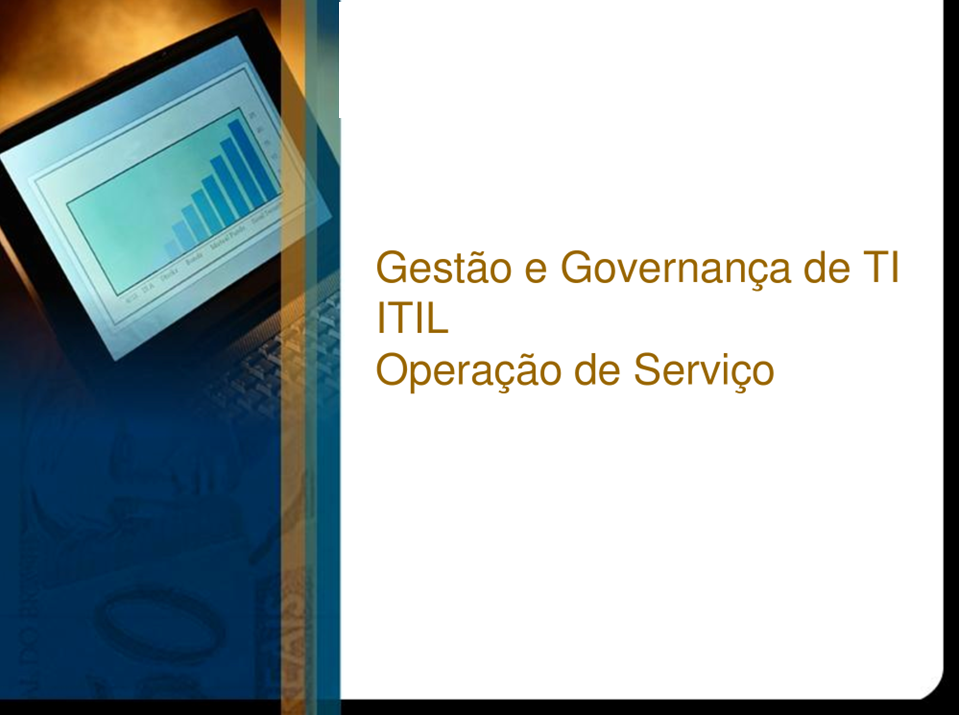 Gestão e Governança de TI
ITIL
Operação de Serviço